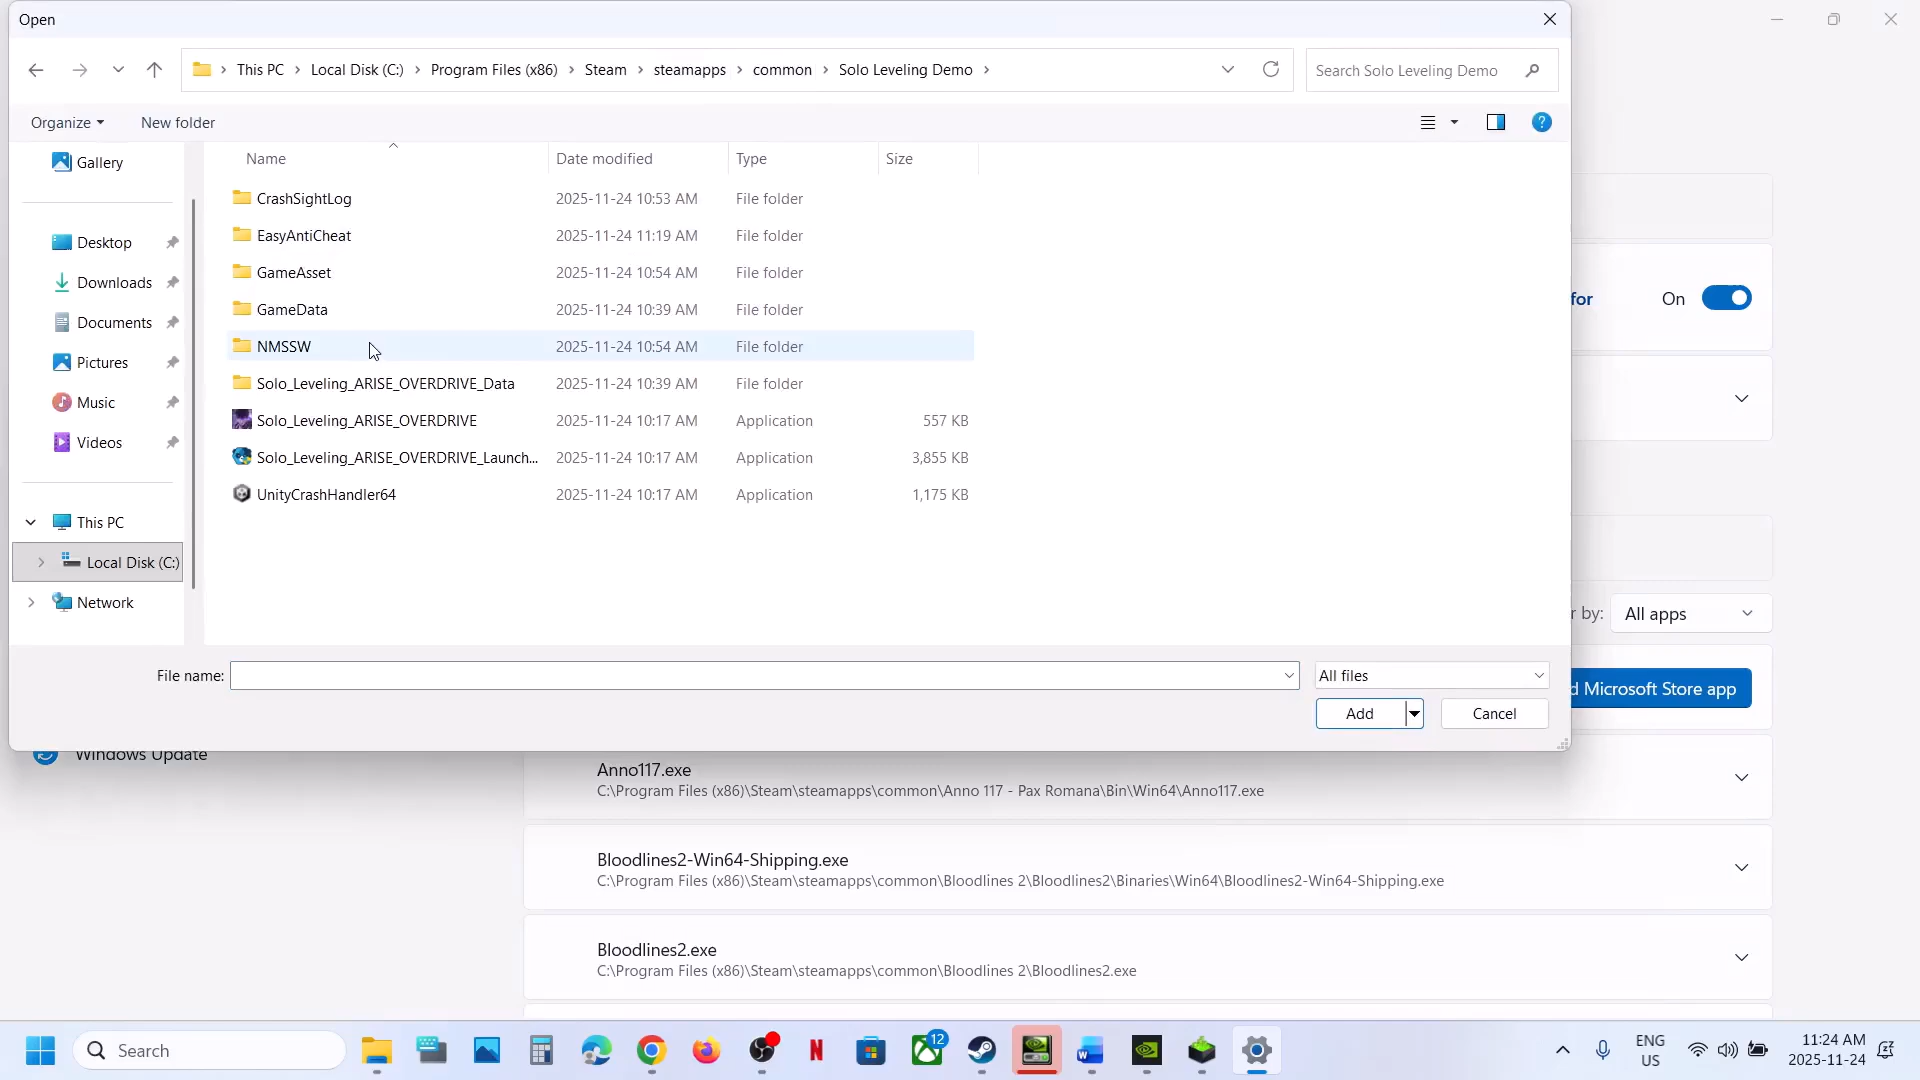 Open
This PC > Local Disk (C:) > Program Files (x86) > Steam > steamapps > common > Solo Leveling Demo >
Search Solo Leveling Demo
Organize
New folder
Name
Date modified
Type
Size
Gallery
Desktop
Downloads
Documents
Pictures
Music
Videos
This PC
Local Disk (C:)
Network
CrashSightLog 2025-11-24 10:53 AM File folder
EasyAntiCheat 2025-11-24 11:19 AM File folder
GameAsset 2025-11-24 10:54 AM File folder
GameData 2025-11-24 10:39 AM File folder
NMSSW 2025-11-24 10:54 AM File folder
Solo_Leveling_ARISE_OVERDRIVE_Data 2025-11-24 10:39 AM File folder
Solo_Leveling_ARISE_OVERDRIVE 2025-11-24 10:17 AM Application 557 KB
Solo_Leveling_ARISE_OVERDRIVE_Launch... 2025-11-24 10:17 AM Application 3,855 KB
UnityCrashHandler64 2025-11-24 10:17 AM Application 1,175 KB
File name:
All files
Add
Cancel
for
On
r by:
All apps
d Microsoft Store app
Windows Update
Anno117.exe
C:\Program Files (x86)\Steam\steamapps\common\Anno 117 - Pax Romana\Bin\Win64\Anno117.exe
Bloodlines2-Win64-Shipping.exe
C:\Program Files (x86)\Steam\steamapps\common\Bloodlines 2\Bloodlines2\Binaries\Win64\Bloodlines2-Win64-Shipping.exe
Bloodlines2.exe
C:\Program Files (x86)\Steam\steamapps\common\Bloodlines 2\Bloodlines2.exe
Search
12
ENG
US
11:24 AM
2025-11-24